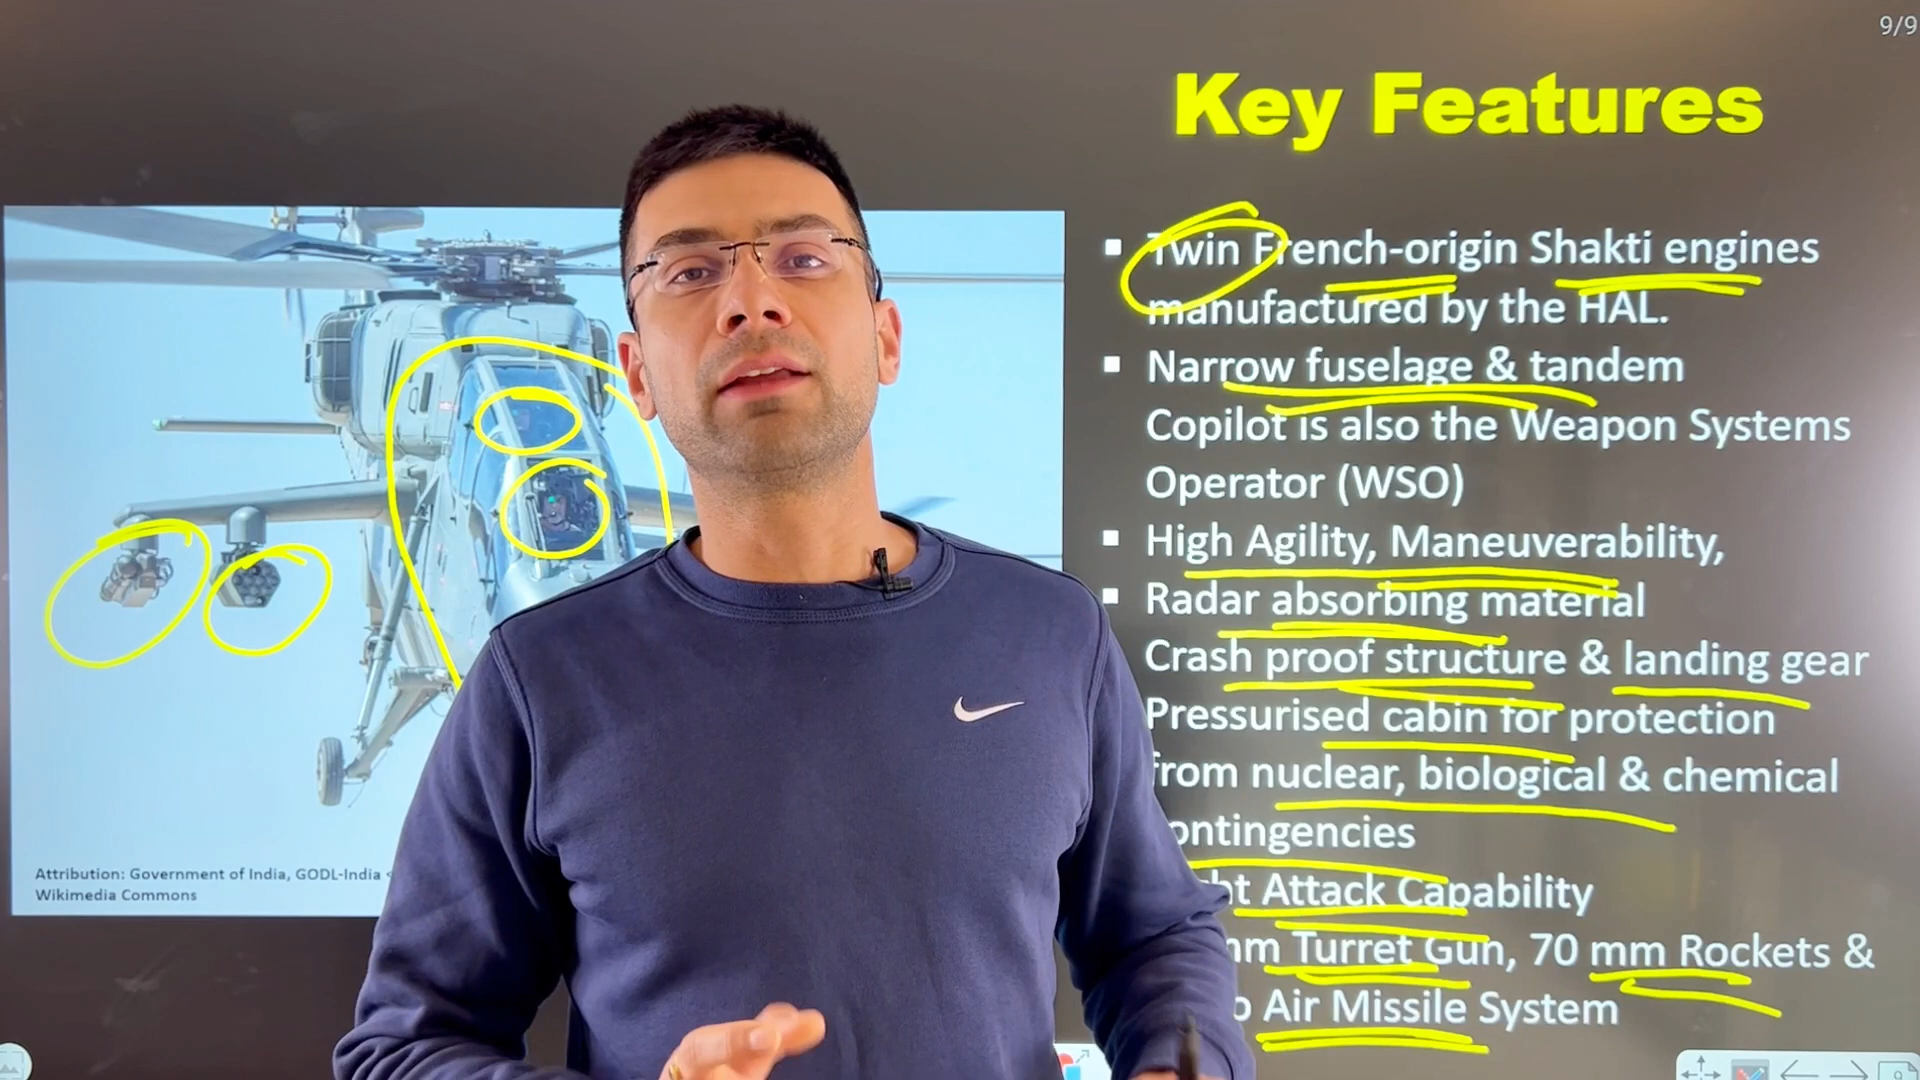 9/9
Key Features
Twin French-origin Shakti engines
manufactured by the HAL.
Narrow fuselage & tandem
Copilot is also the Weapon Systems
Operator (WSO)
High Agility, Maneuverability,
Radar absorbing material
Crash proof structure & landing gear
Pressurised cabin for protection
from nuclear, biological & chemical
ontingencies
Attack Capability
mm Turret Gun, 70 mm Rockets &
Air Missile System
Attribution: Government of India, GODL-India
Wikimedia Commons